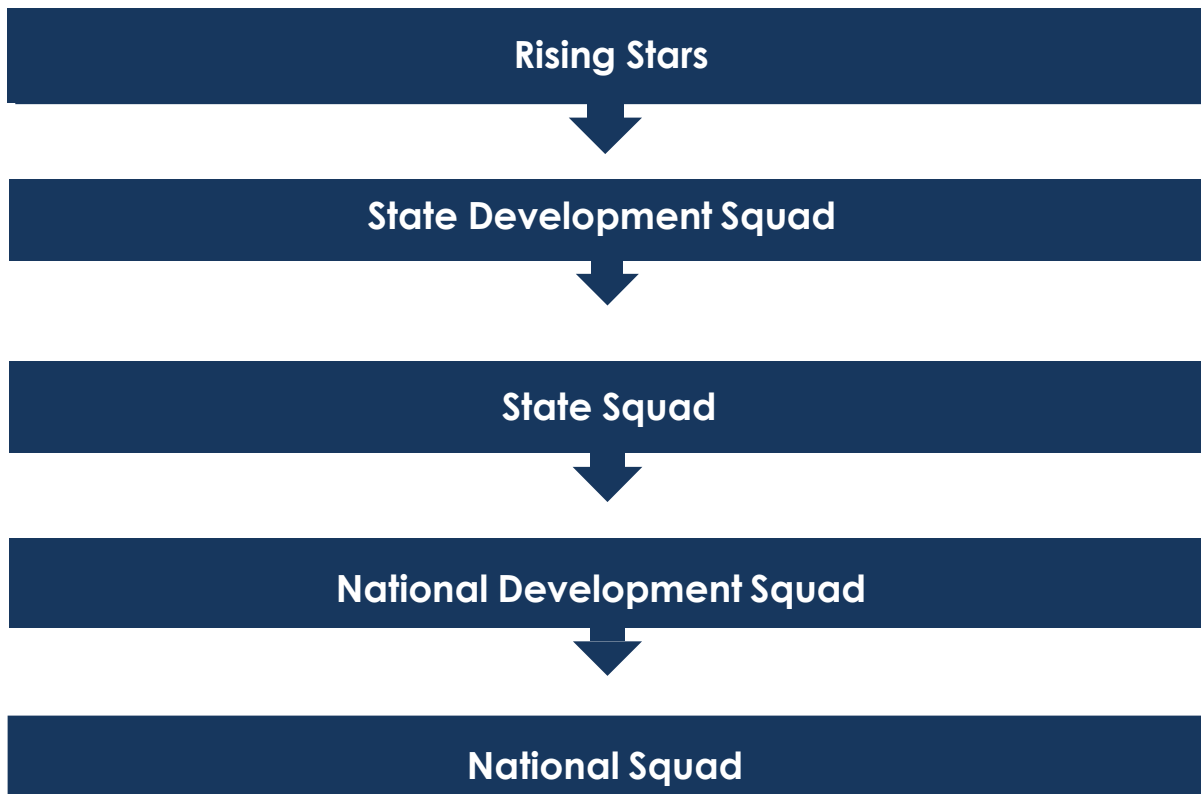 Rising Stars
State Development Squad
State Squad
National Development Squad
National Squad